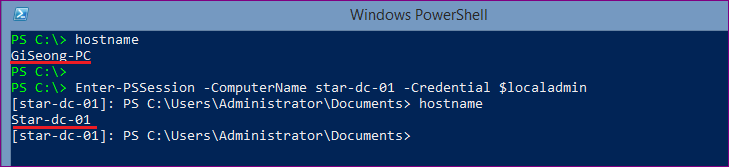 Windows PowerShell
PS C:\> hostname
GiSeong-PC
PS C:\>
PS C:\> Enter-PSSession -ComputerName star-dc-01 -Credential $localadmin
[star-dc-01]: PS C:\Users\Administrator\Documents> hostname
Star-dc-01
[star-dc-01]: PS C:\Users\Administrator\Documents>